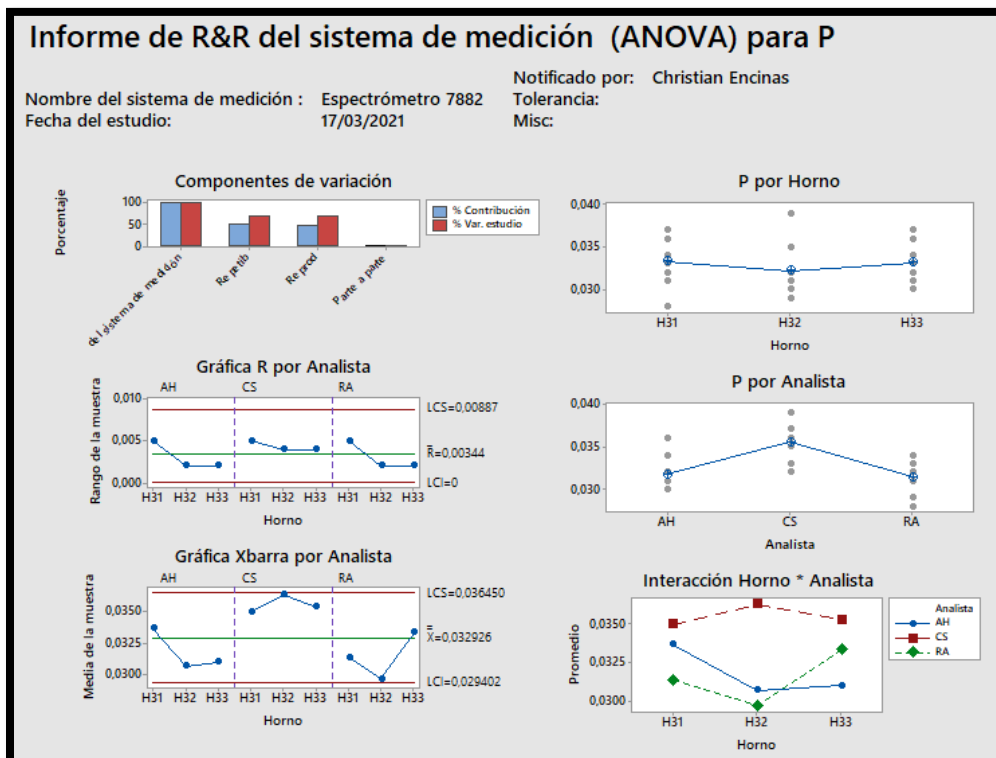 Informe de R&R del sistema de medición (ANOVA) para P
Notificado por: Christian Encinas
Nombre del sistema de medición : Espectrómetro 7882
Tolerancia:
Fecha del estudio: 17/03/2021
Misc:
Componentes de variación
Porcentaje
100
50
0
% Contribución
% Var. estudio
del sistema de medición
Repetib
Reprod
Parte a parte
P por Horno
0,040
0,035
0,030
H31 H32 H33
Horno
Gráfica R por Analista
AH CS RA
Rango de la muestra
0,010
0,005
0,000
LCS=0,00887
R=0,00344
LCI=0
H31 H32 H33 H31 H32 H33 H31 H32 H33
Horno
P por Analista
0,040
0,035
0,030
AH CS RA
Analista
Gráfica Xbarra por Analista
AH CS RA
Media de la muestra
0,0350
0,0325
0,0300
LCS=0,036450
X=0,032926
LCI=0,029402
H31 H32 H33 H31 H32 H33 H31 H32 H33
Horno
Interacción Horno * Analista
Promedio
0,0350
0,0325
0,0300
H31 H32 H33
Horno
Analista
AH
CS
RA